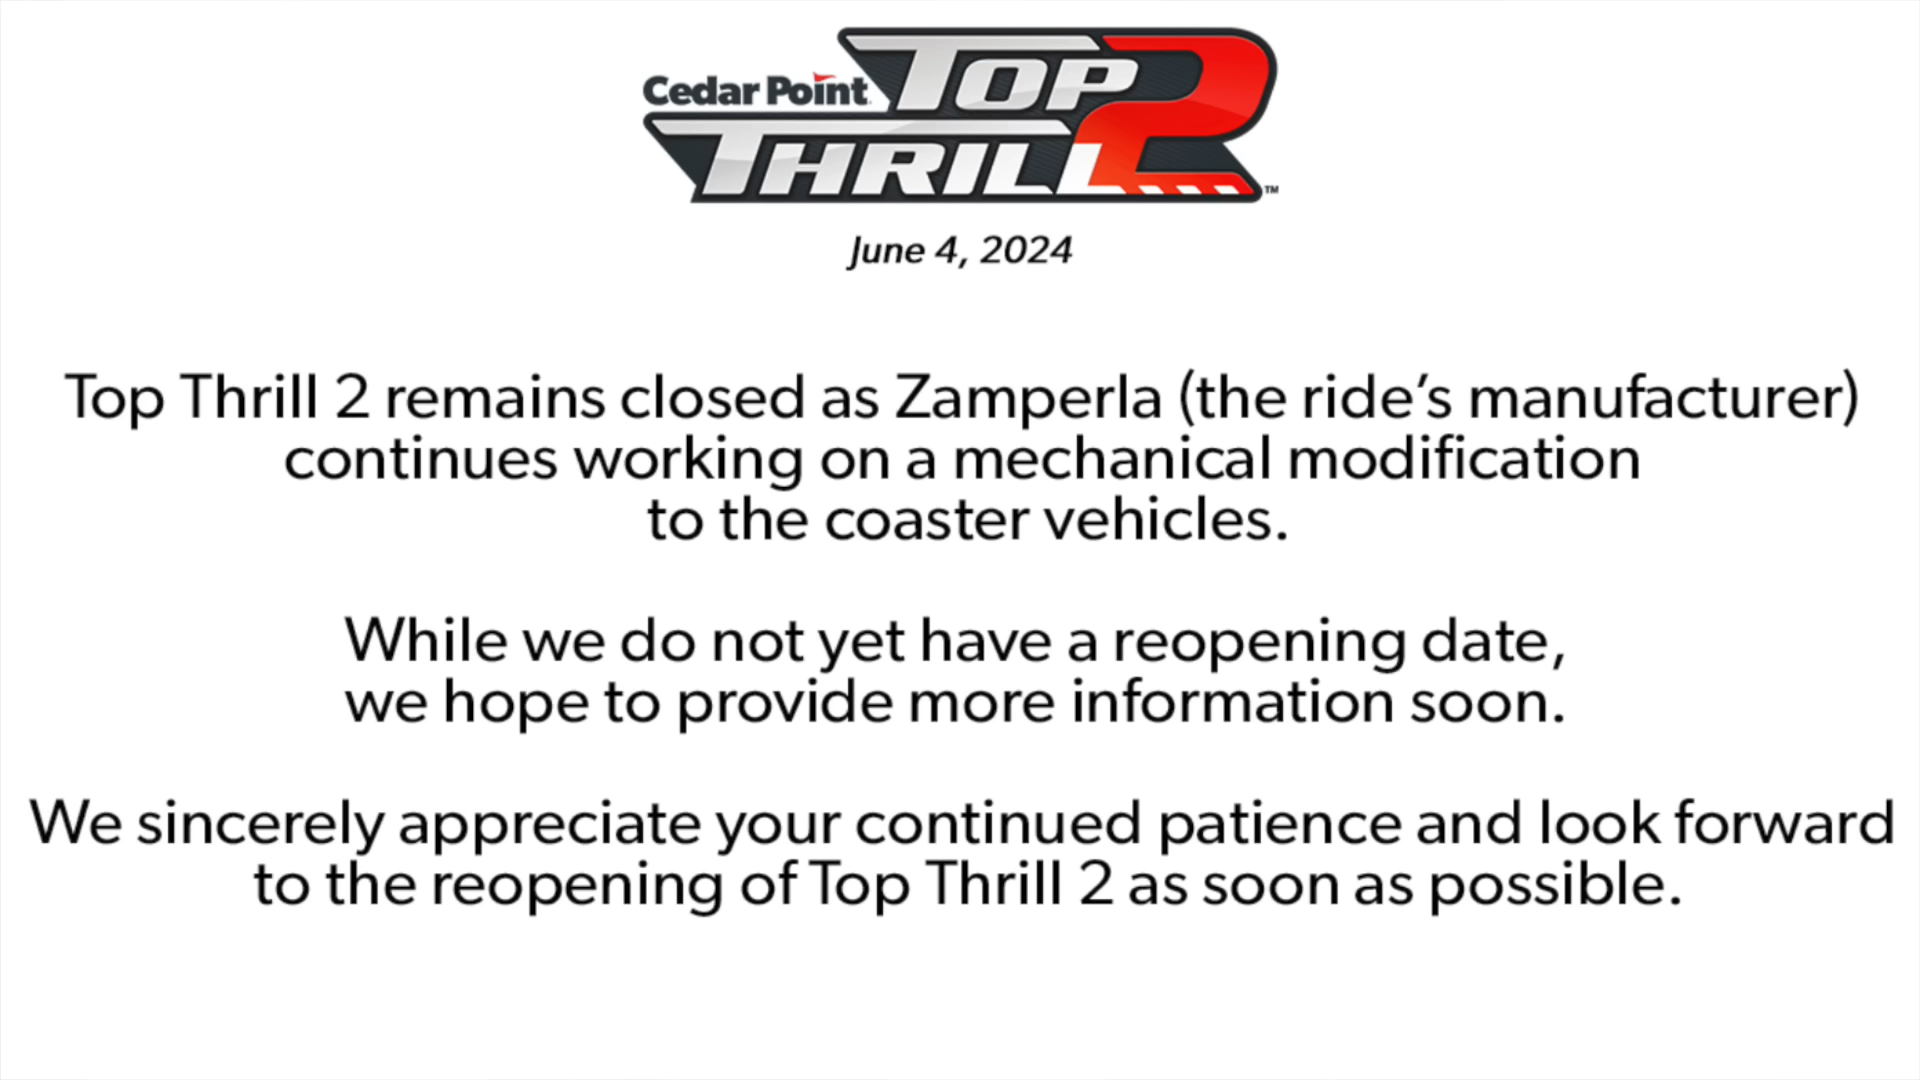 Cedar Point TOP
THRILL 2™
June 4, 2024
Top Thrill 2 remains closed as Zamperla (the ride’s manufacturer)
continues working on a mechanical modification
to the coaster vehicles.
While we do not yet have a reopening date,
we hope to provide more information soon.
We sincerely appreciate your continued patience and look forward
to the reopening of Top Thrill 2 as soon as possible.